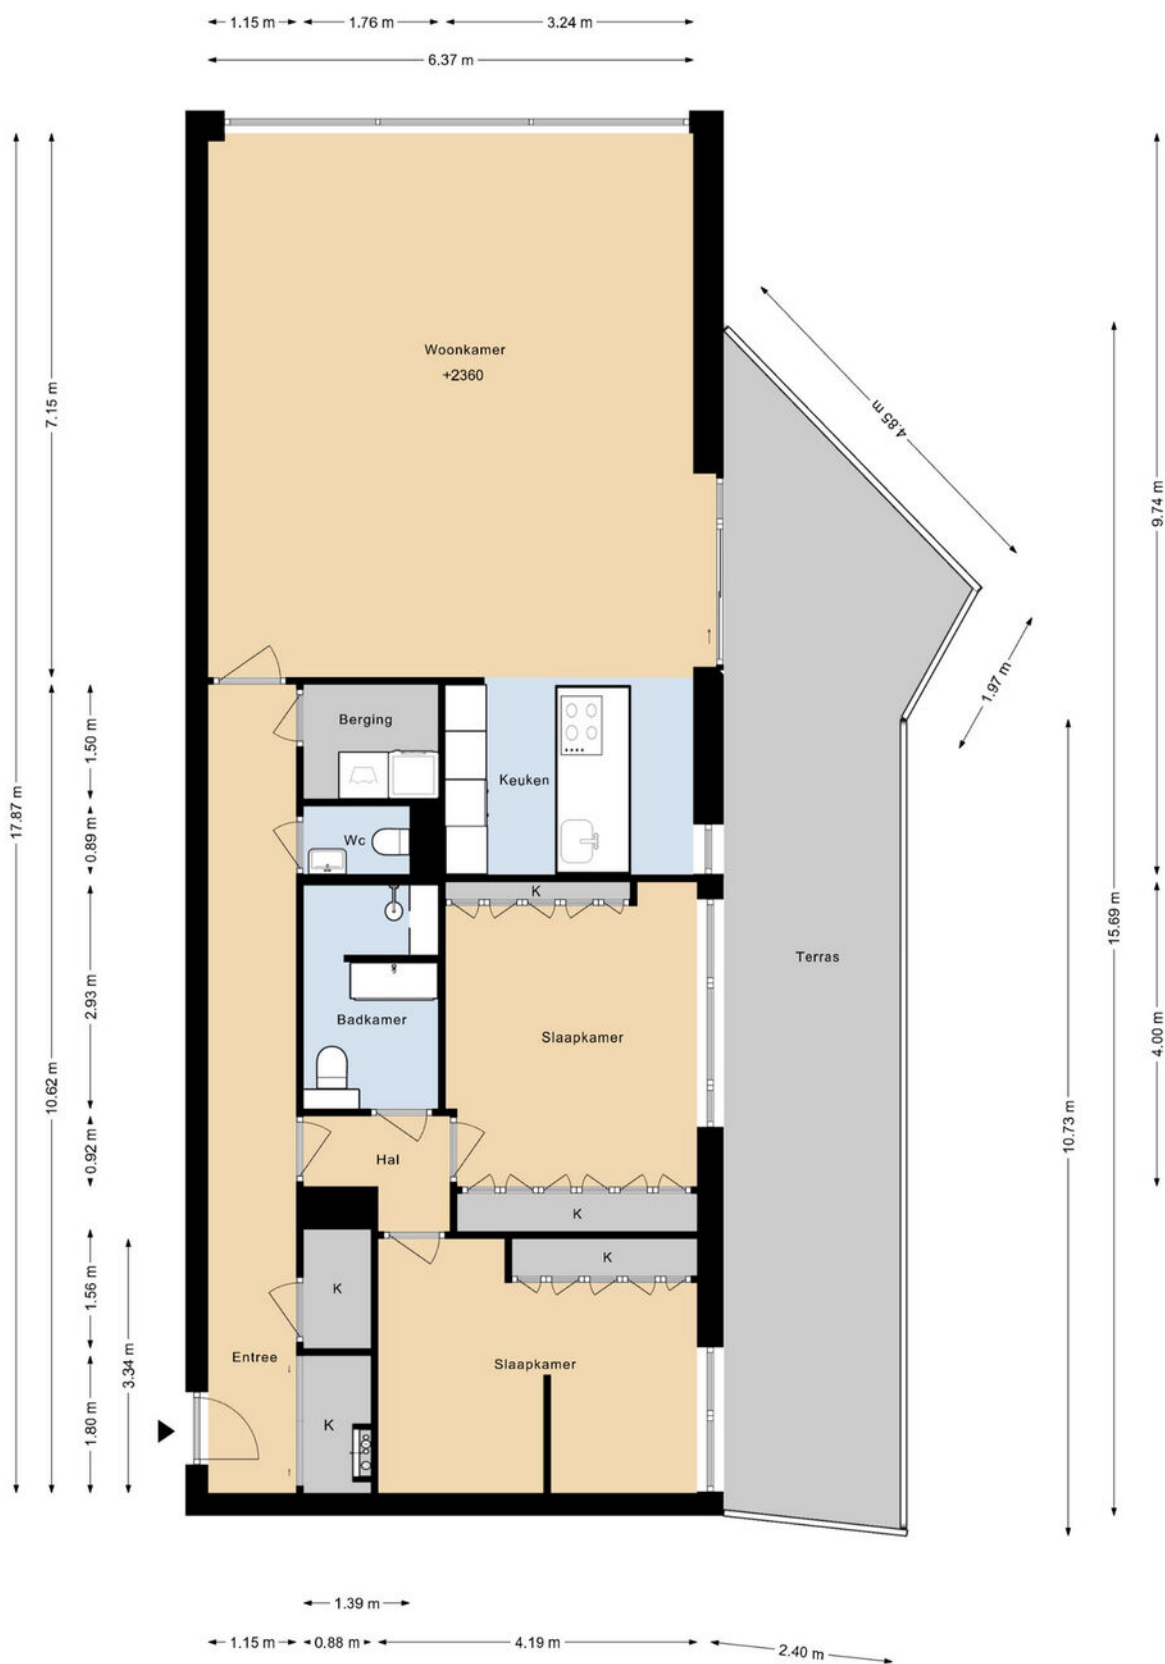 1.15 m
1.76 m
3.24 m
6.37 m
Woonkamer
+2360
4.85 m
7.15 m
9.74 m
1.97 m
Berging
1.50 m
Keuken
17.87 m
Wc
0.89 m
K
15.69 m
Terras
2.93 m
Badkamer
Slaapkamer
4.00 m
10.62 m
10.73 m
0.92 m
Hal
K
K
1.56 m
K
Entree
Slaapkamer
3.34 m
1.80 m
K
1.39 m
1.15 m
0.88 m
4.19 m
2.40 m